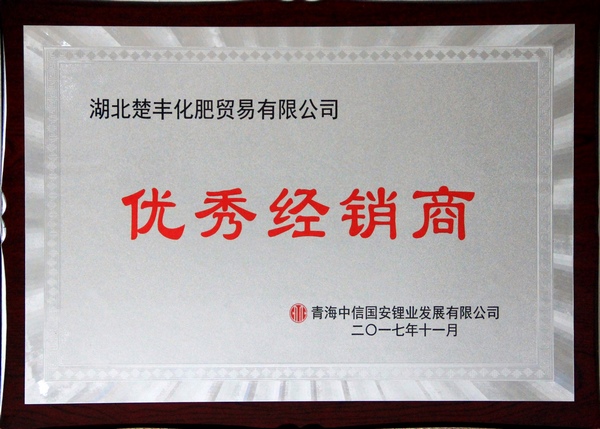 湖北楚丰化肥贸易有限公司
优秀经销商
青海中信国安锂业发展有限公司
二〇一七年十一月